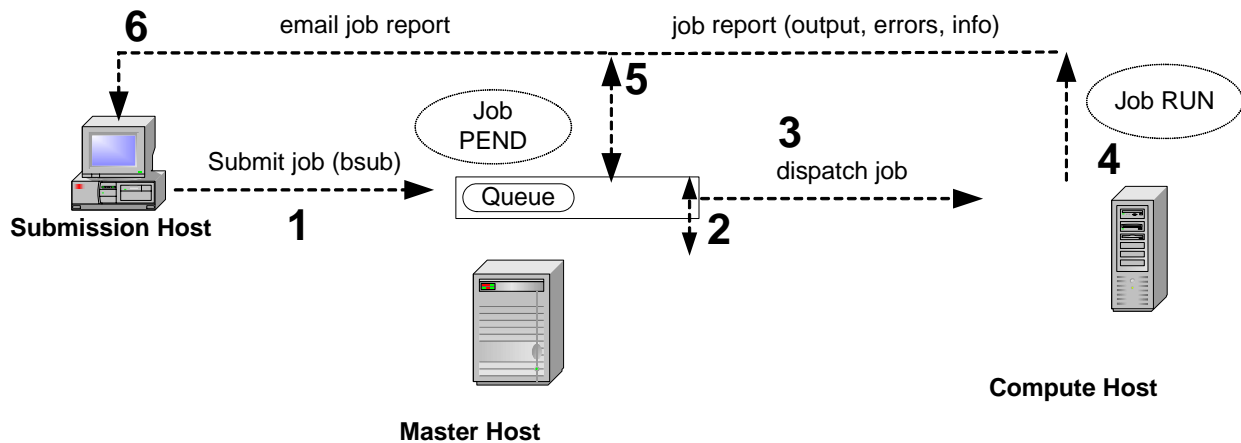 6
email job report
job report (output, errors, info)
5
Job
PEND
Job RUN
3
4
Submit job (bsub)
dispatch job
Queue
Submission Host
1
2
Compute Host
Master Host